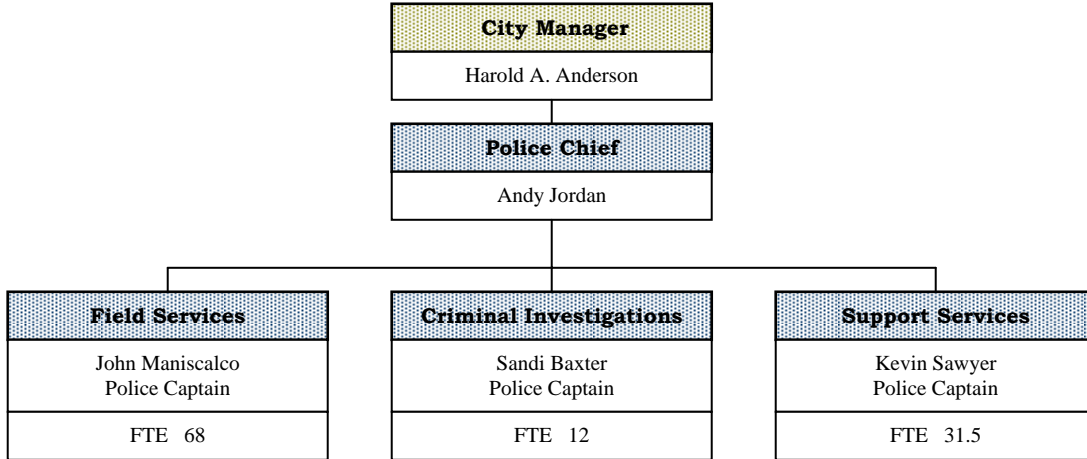 City Manager
Harold A. Anderson
Police Chief
Andy Jordan
Field Services
John Maniscalco
Police Captain
FTE 68
Criminal Investigations
Sandi Baxter
Police Captain
FTE 12
Support Services
Kevin Sawyer
Police Captain
FTE 31.5